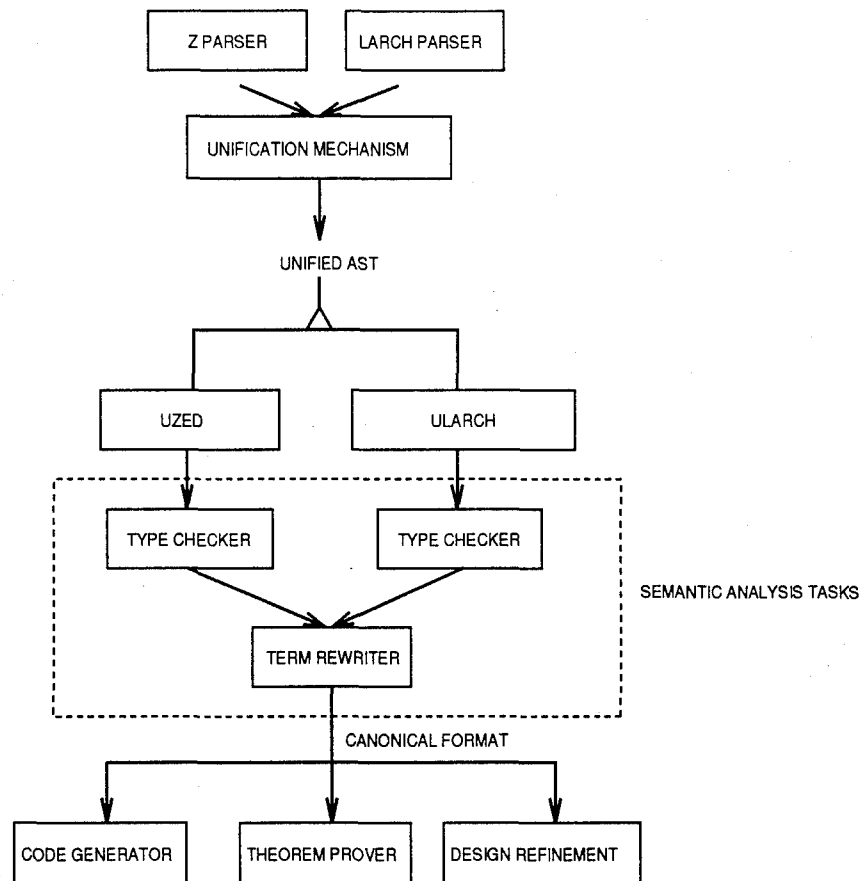 Z PARSER
LARCH PARSER
UNIFICATION MECHANISM
UNIFIED AST
UZED
ULARCH
TYPE CHECKER
TYPE CHECKER
SEMANTIC ANALYSIS TASKS
TERM REWRITER
CANONICAL FORMAT
CODE GENERATOR
THEOREM PROVER
DESIGN REFINEMENT